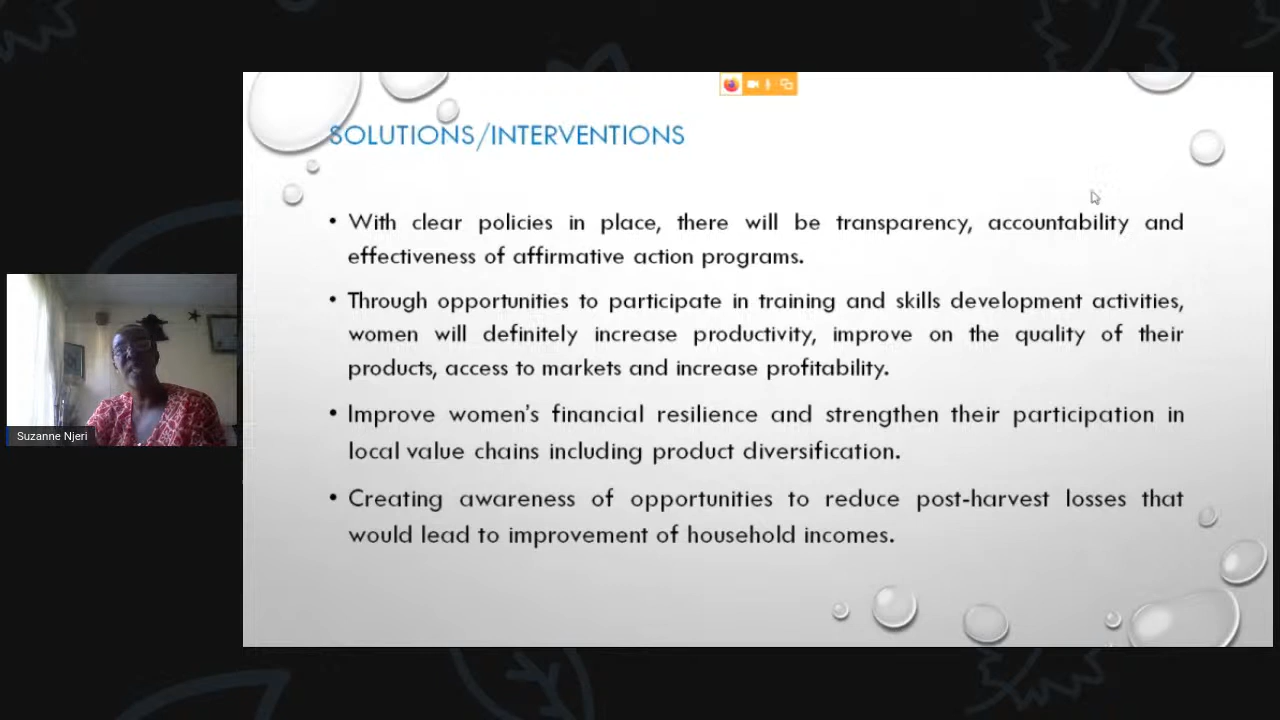 SOLUTIONS/INTERVENTIONS
• With clear policies in place, there will be transparency, accountability and
effectiveness of affirmative action programs.
• Through opportunities to participate in training and skills development activities,
women will definitely increase productivity, improve on the quality of their
products, access to markets and increase profitability.
• Improve women's financial resilience and strengthen their participation in
local value chains including product diversification.
• Creating awareness of opportunities to reduce post-harvest losses that
would lead to improvement of household incomes.
Suzanne Njeri